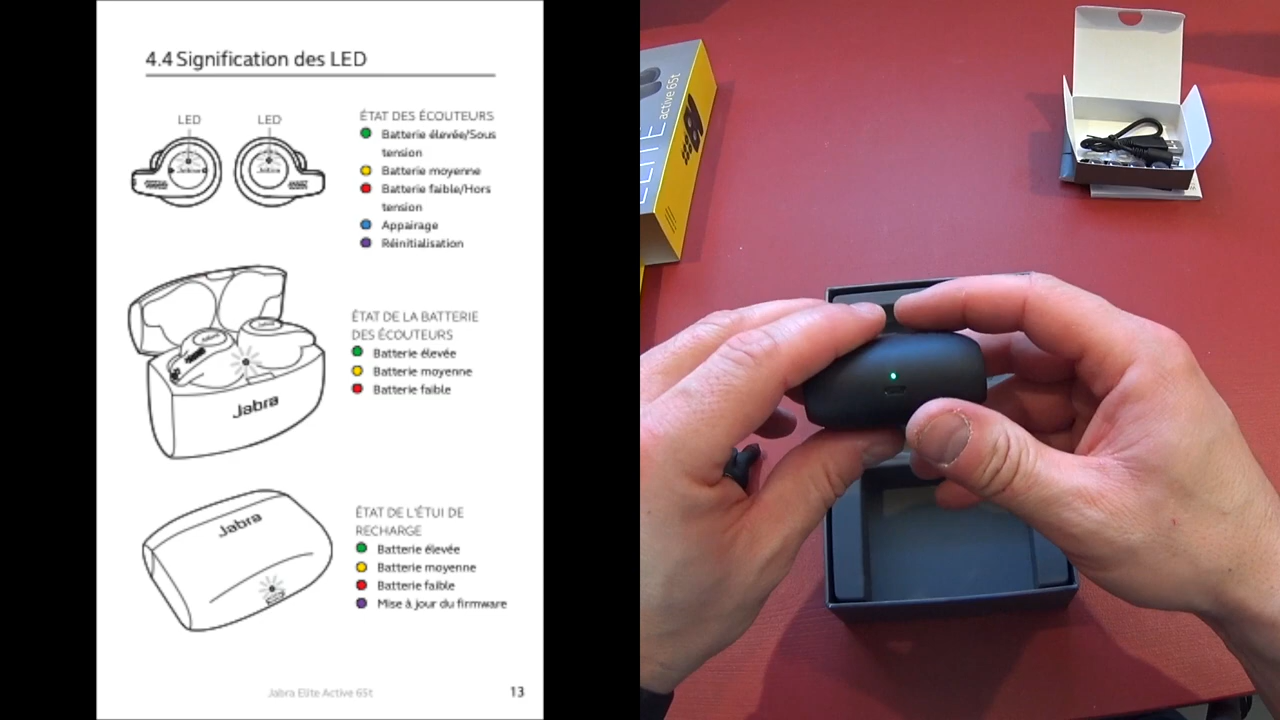 4.4 Signification des LED
LED
LED
ÉTAT DES ÉCOUTEURS
Batterie élevée/Sous
tension
Batterie moyenne
Batterie faible/Hors
tension
Appairage
Réinitialisation
Jabra
Jabra
ÉTAT DE LA BATTERIE
DES ÉCOUTEURS
Batterie élevée
Batterie moyenne
Batterie faible
Jabra
ÉTAT DE L'ÉTUI DE
RECHARGE
Batterie élevée
Batterie moyenne
Batterie faible
Mise à jour du firmware
Jabra
Jabra Elite Active 65t
13
ELITE
active 65t